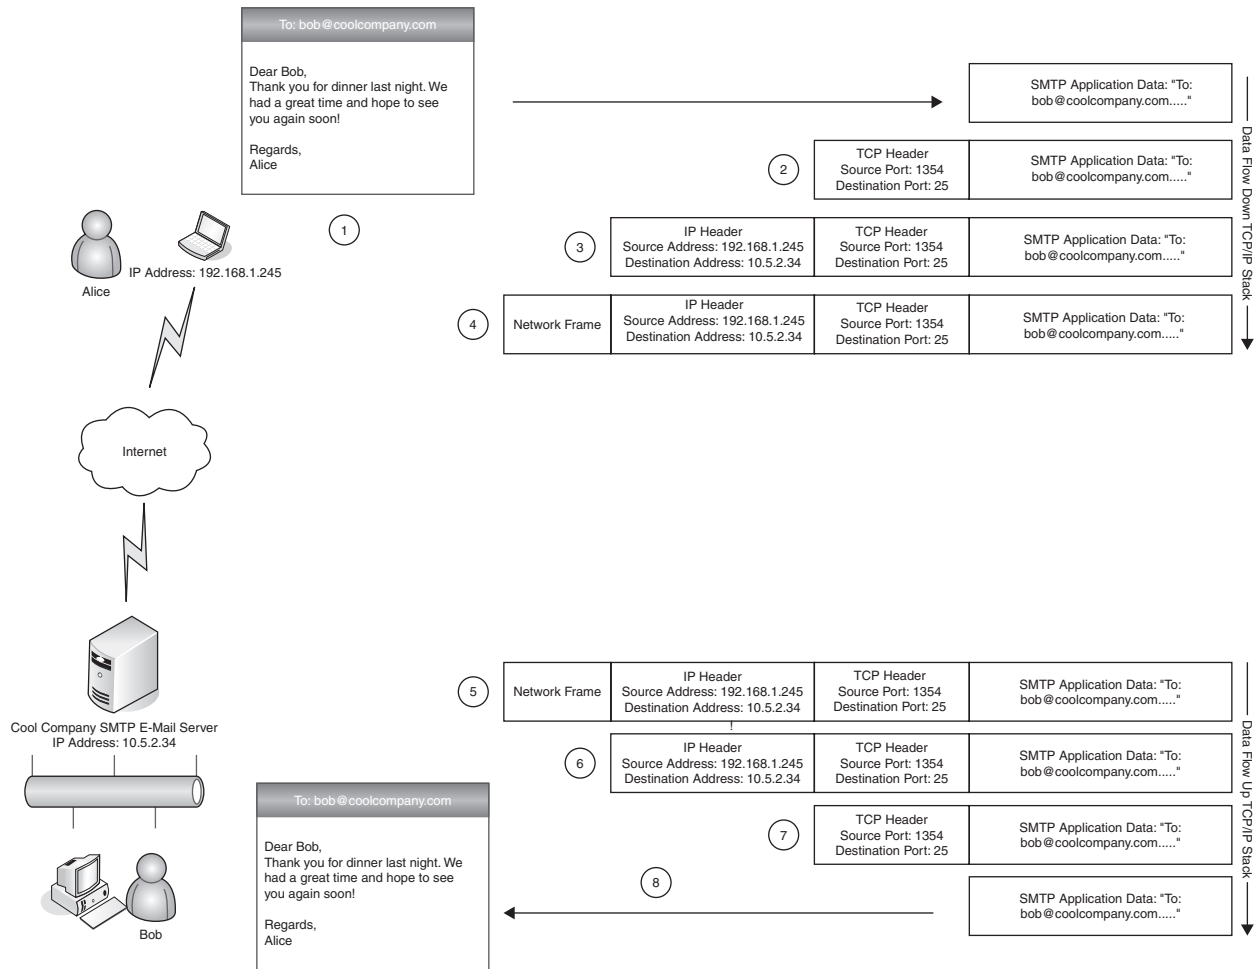 To: bob@coolcompany.com
Dear Bob,
Thank you for dinner last night. We
had a great time and hope to see
you again soon!
Regards,
Alice
SMTP Application Data: "To:
bob@coolcompany.com....."
2
TCP Header
Source Port: 1354
Destination Port: 25
SMTP Application Data: "To:
bob@coolcompany.com....."
1
3
IP Header
Source Address: 192.168.1.245
Destination Address: 10.5.2.34
TCP Header
Source Port: 1354
Destination Port: 25
SMTP Application Data: "To:
bob@coolcompany.com....."
IP Address: 192.168.1.245
Alice
4
Network Frame
IP Header
Source Address: 192.168.1.245
Destination Address: 10.5.2.34
TCP Header
Source Port: 1354
Destination Port: 25
SMTP Application Data: "To:
bob@coolcompany.com....."
Data Flow Down TCP/IP Stack
Internet
Cool Company SMTP E-Mail Server
IP Address: 10.5.2.34
5
Network Frame
IP Header
Source Address: 192.168.1.245
Destination Address: 10.5.2.34
!
TCP Header
Source Port: 1354
Destination Port: 25
SMTP Application Data: "To:
bob@coolcompany.com....."
6
IP Header
Source Address: 192.168.1.245
Destination Address: 10.5.2.34
TCP Header
Source Port: 1354
Destination Port: 25
SMTP Application Data: "To:
bob@coolcompany.com....."
7
TCP Header
Source Port: 1354
Destination Port: 25
SMTP Application Data: "To:
bob@coolcompany.com....."
8
SMTP Application Data: "To:
bob@coolcompany.com....."
Data Flow Up TCP/IP Stack
To: bob@coolcompany.com
Dear Bob,
Thank you for dinner last night. We
had a great time and hope to see
you again soon!
Regards,
Alice
Bob